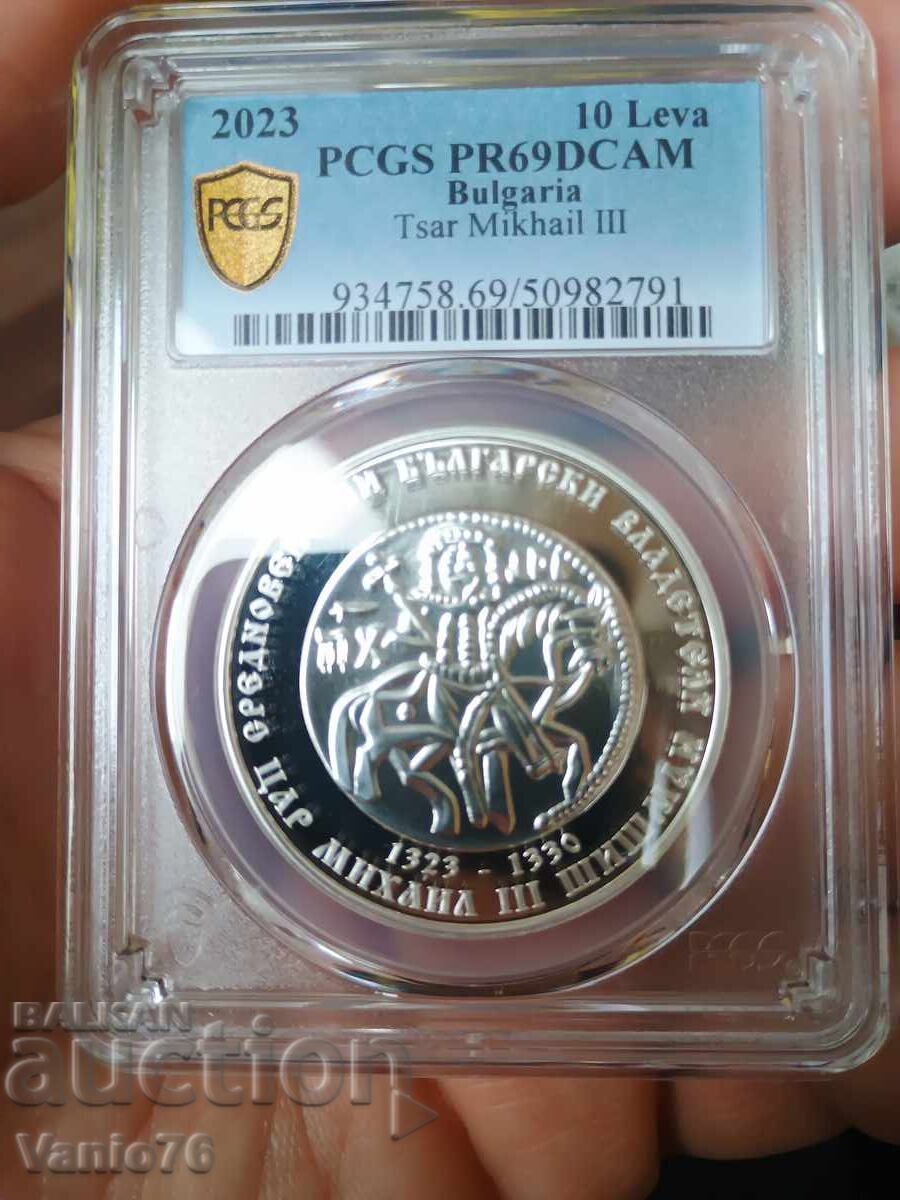 2023 10 Leva
PCGS PR69DCAM
Bulgaria
Tsar Mikhail III
PCGS
934758.69/50982791
БЪЛГАРСКИ ВЛАДЕТЕЛИ
ЦАР МИХАИЛ III
1323 - 1330
PCGS
BALKAN
auction
Vanio76